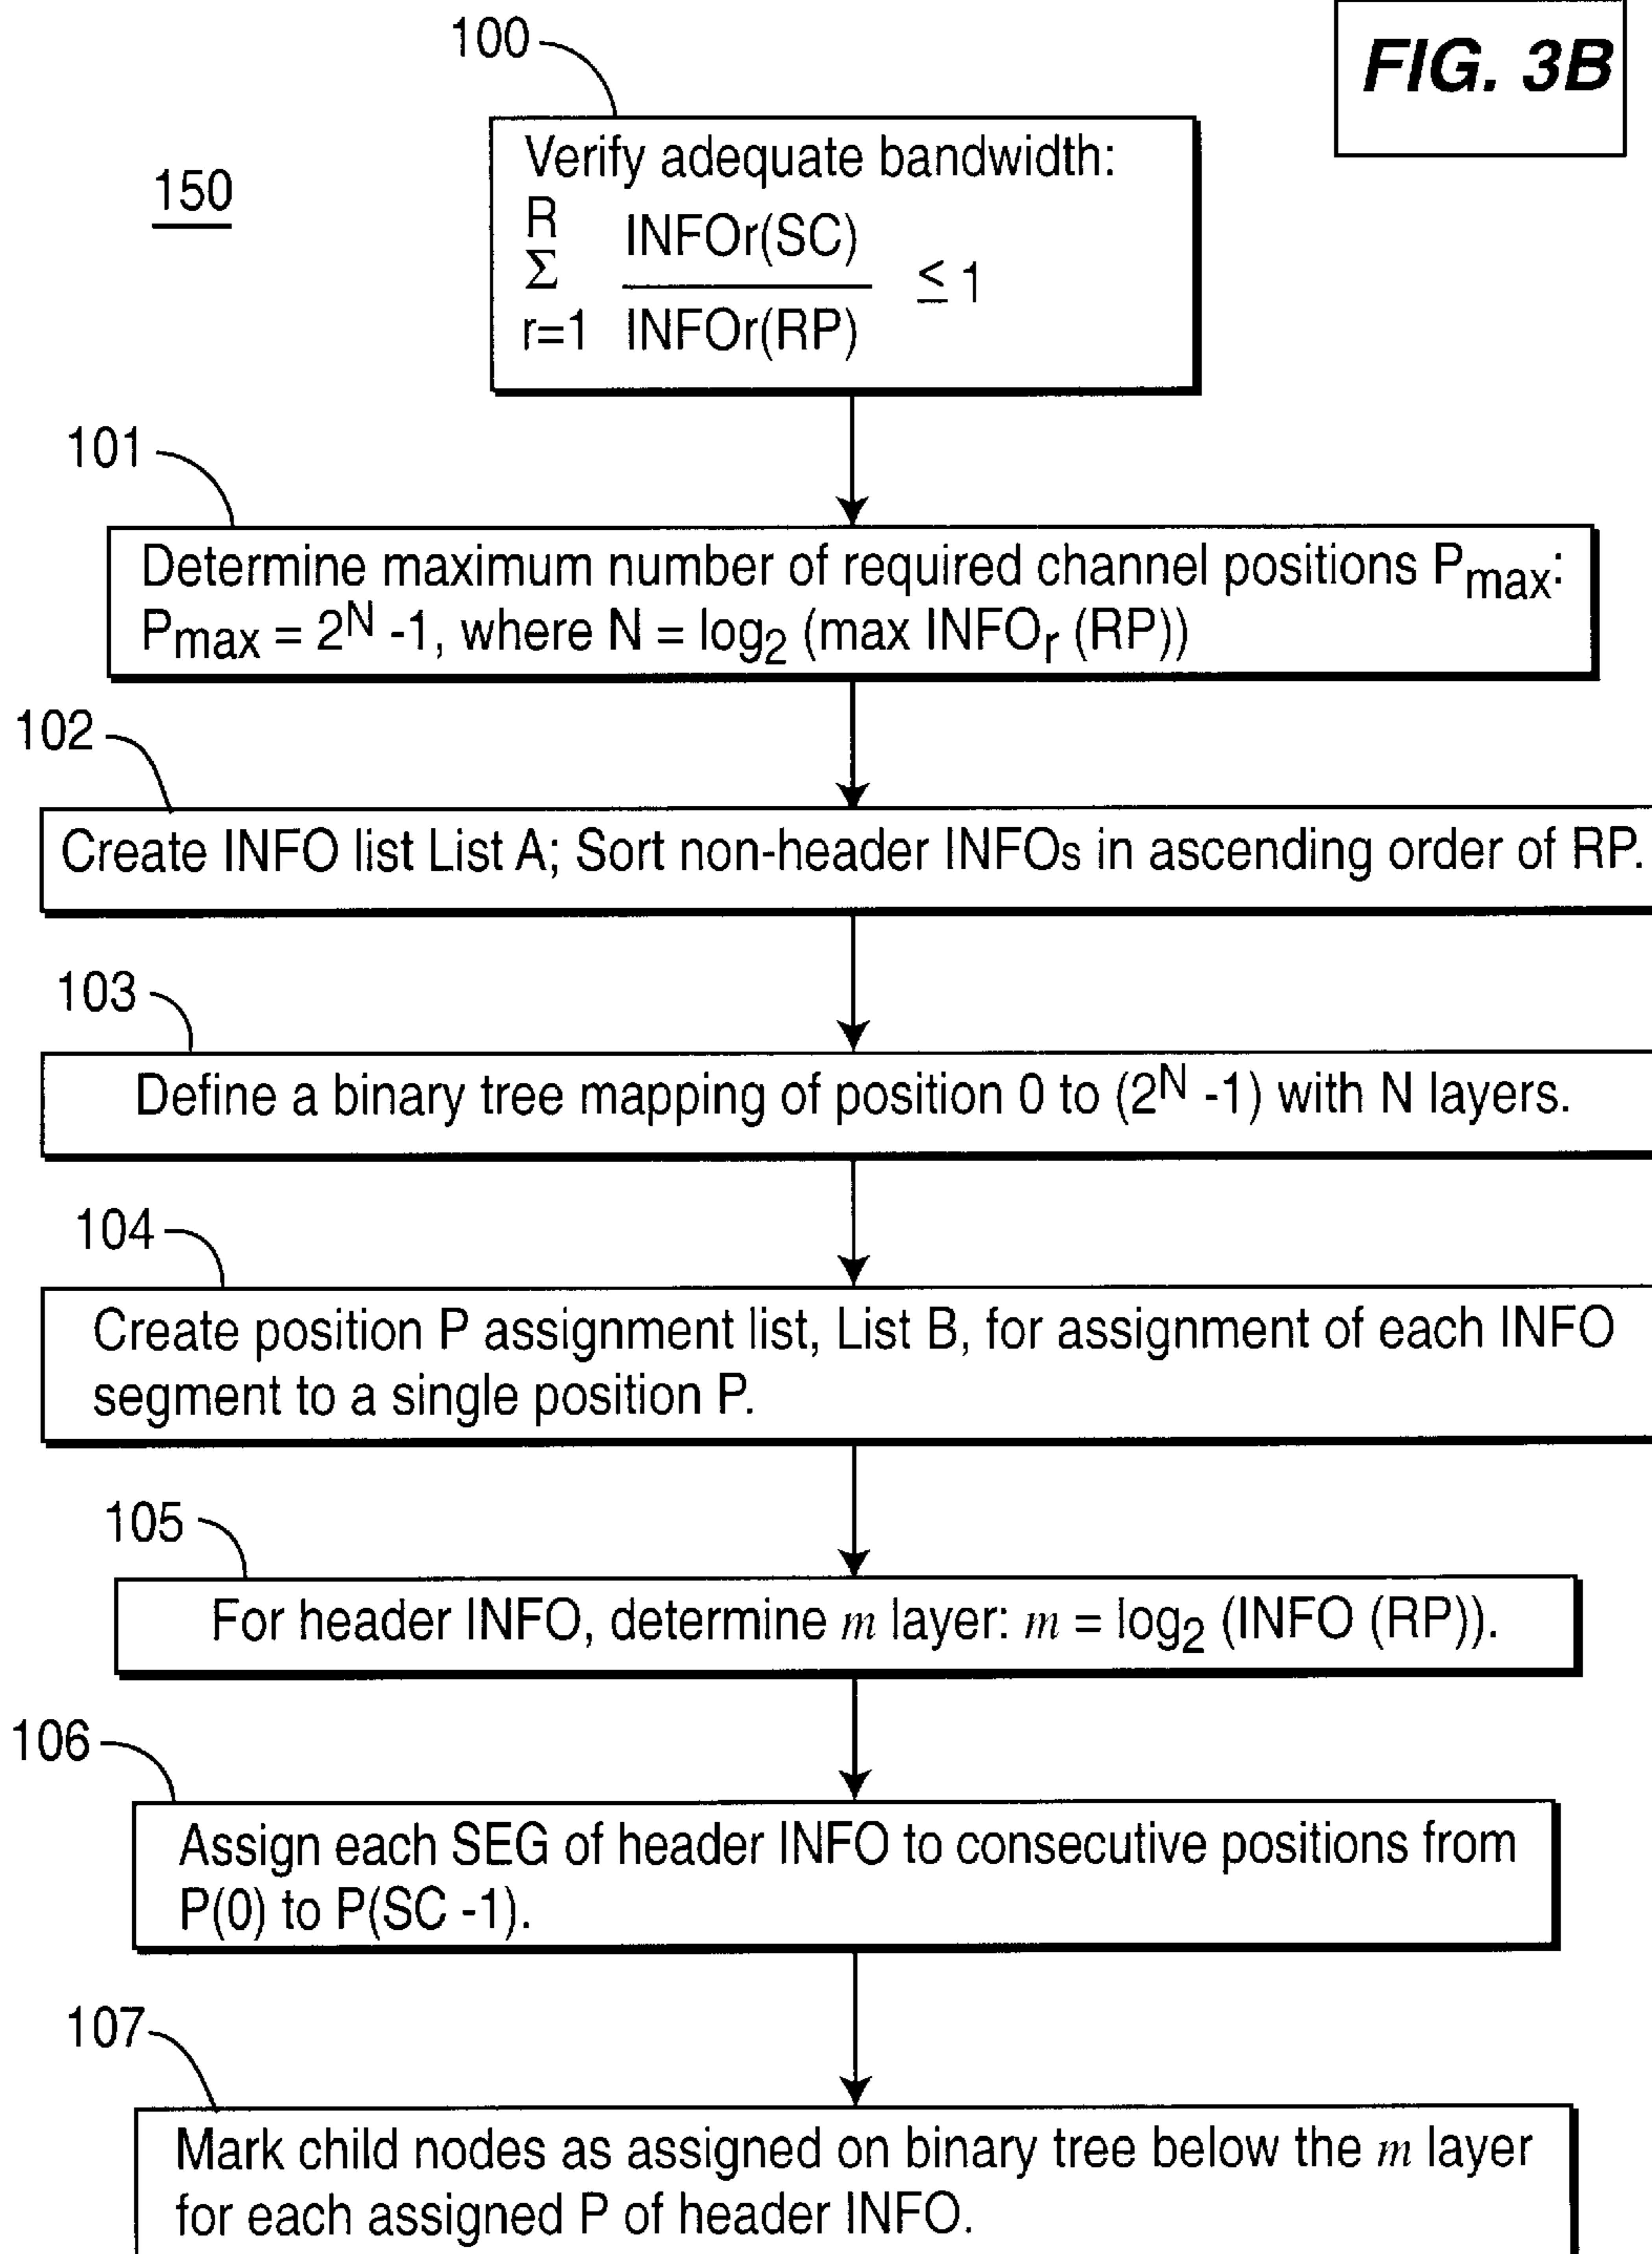 100
FIG. 3B
150
Verify adequate bandwidth:
R
Σ
r=1
INFOr(SC)
INFOr(RP)
≤ 1
101
Determine maximum number of required channel positions Pmax:
Pmax = 2^N -1, where N = log2 (max INFOr (RP))
102
Create INFO list List A; Sort non-header INFOs in ascending order of RP.
103
Define a binary tree mapping of position 0 to (2^N -1) with N layers.
104
Create position P assignment list, List B, for assignment of each INFO
segment to a single position P.
105
For header INFO, determine m layer: m = log2 (INFO (RP)).
106
Assign each SEG of header INFO to consecutive positions from
P(0) to P(SC -1).
107
Mark child nodes as assigned on binary tree below the m layer
for each assigned P of header INFO.